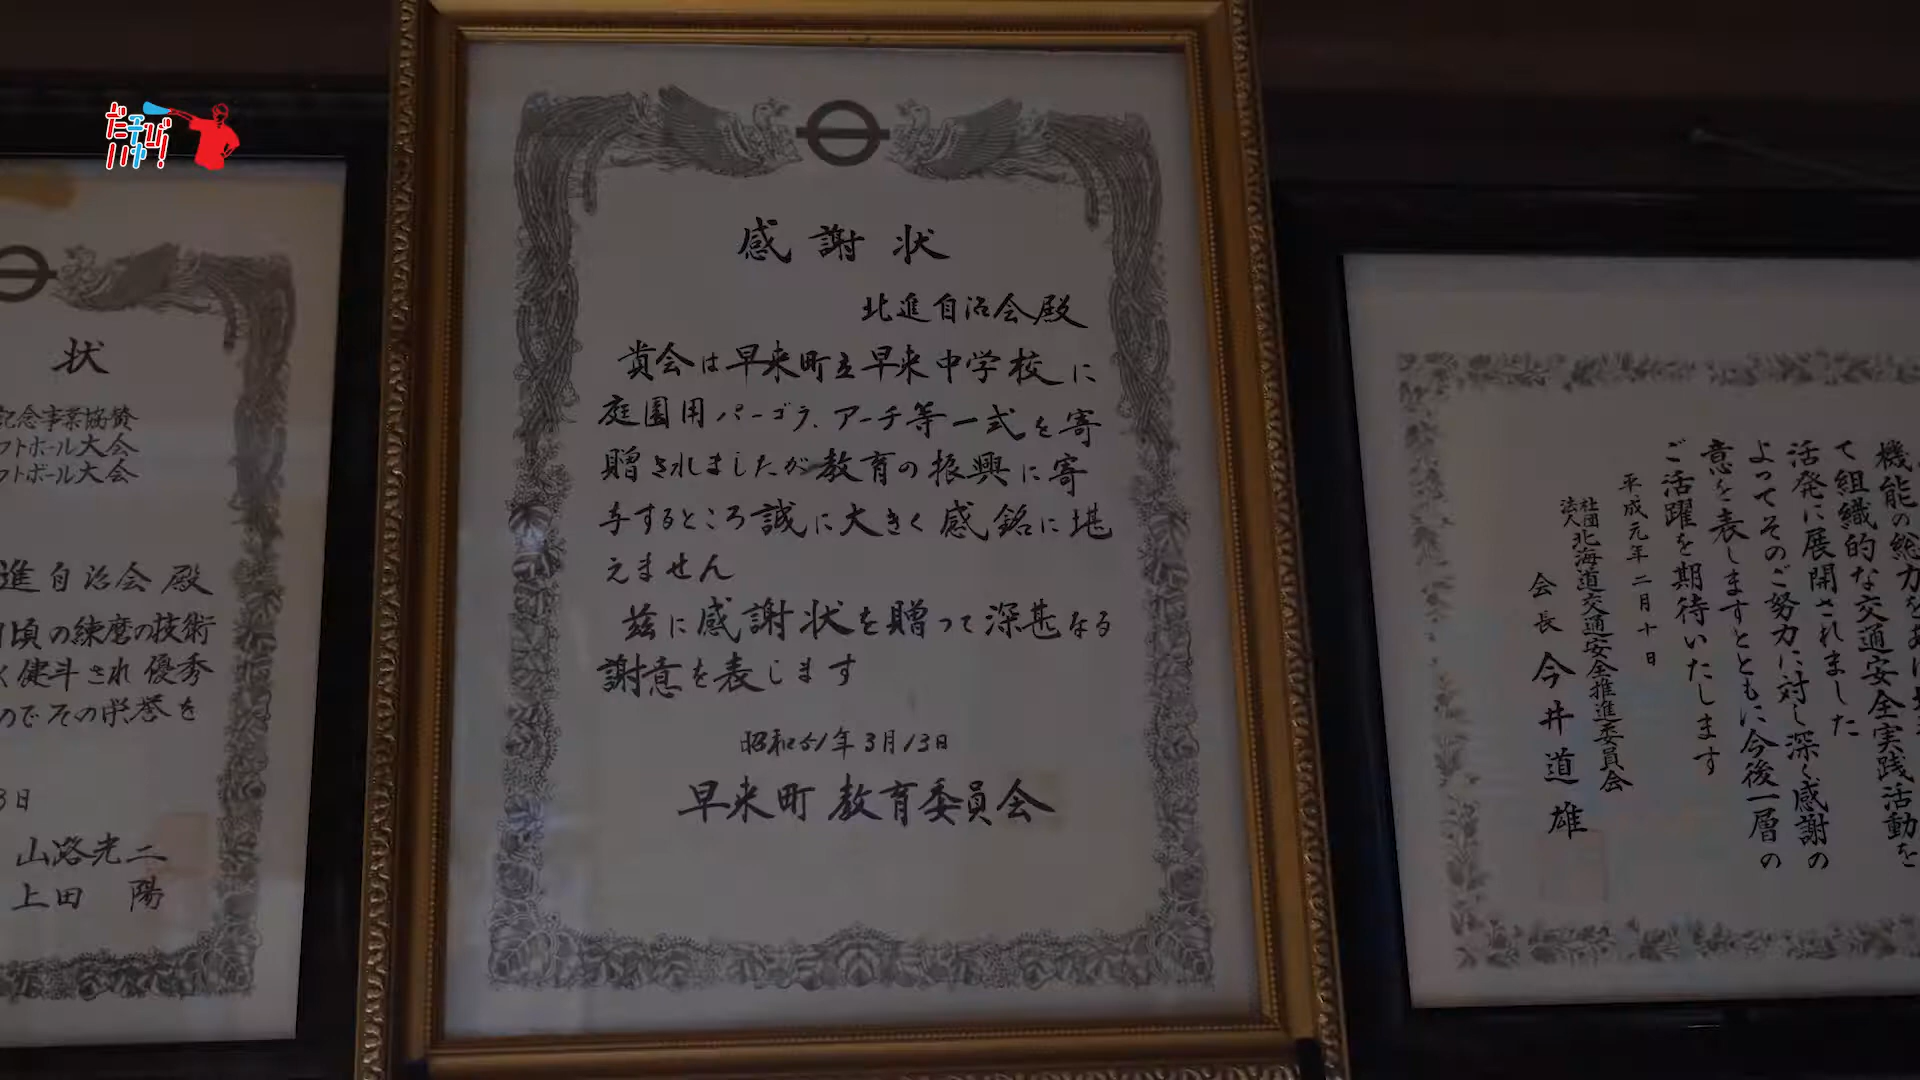 だテび!
ハゆ!
状
記念事業協賛
フトボール大会
フトボール大会
進自治会殿
頃の練磨の技術
く健斗され優秀
のでその栄誉を
3日
山路光二
上田 陽
感謝状
北進自治会殿
貴会は早来町立早来中学校に
庭園用パーゴラ、アーチ等一式を寄
贈されましたが教育の振興に寄
与するところ誠に大きく感銘に堪
えません
茲に感謝状を贈って深甚なる
謝意を表します
昭和51年3月13日
早来町教育委員会
機能の総力をあげ
て組織的な交通安全実践活動を
活発に展開されました
よってそのご努力に対し深く感謝の
意を表しますとともに今後一層の
ご活躍を期待いたします
平成元年二月十日
社団法人北海道交通安全推進委員会
会長 今井道雄